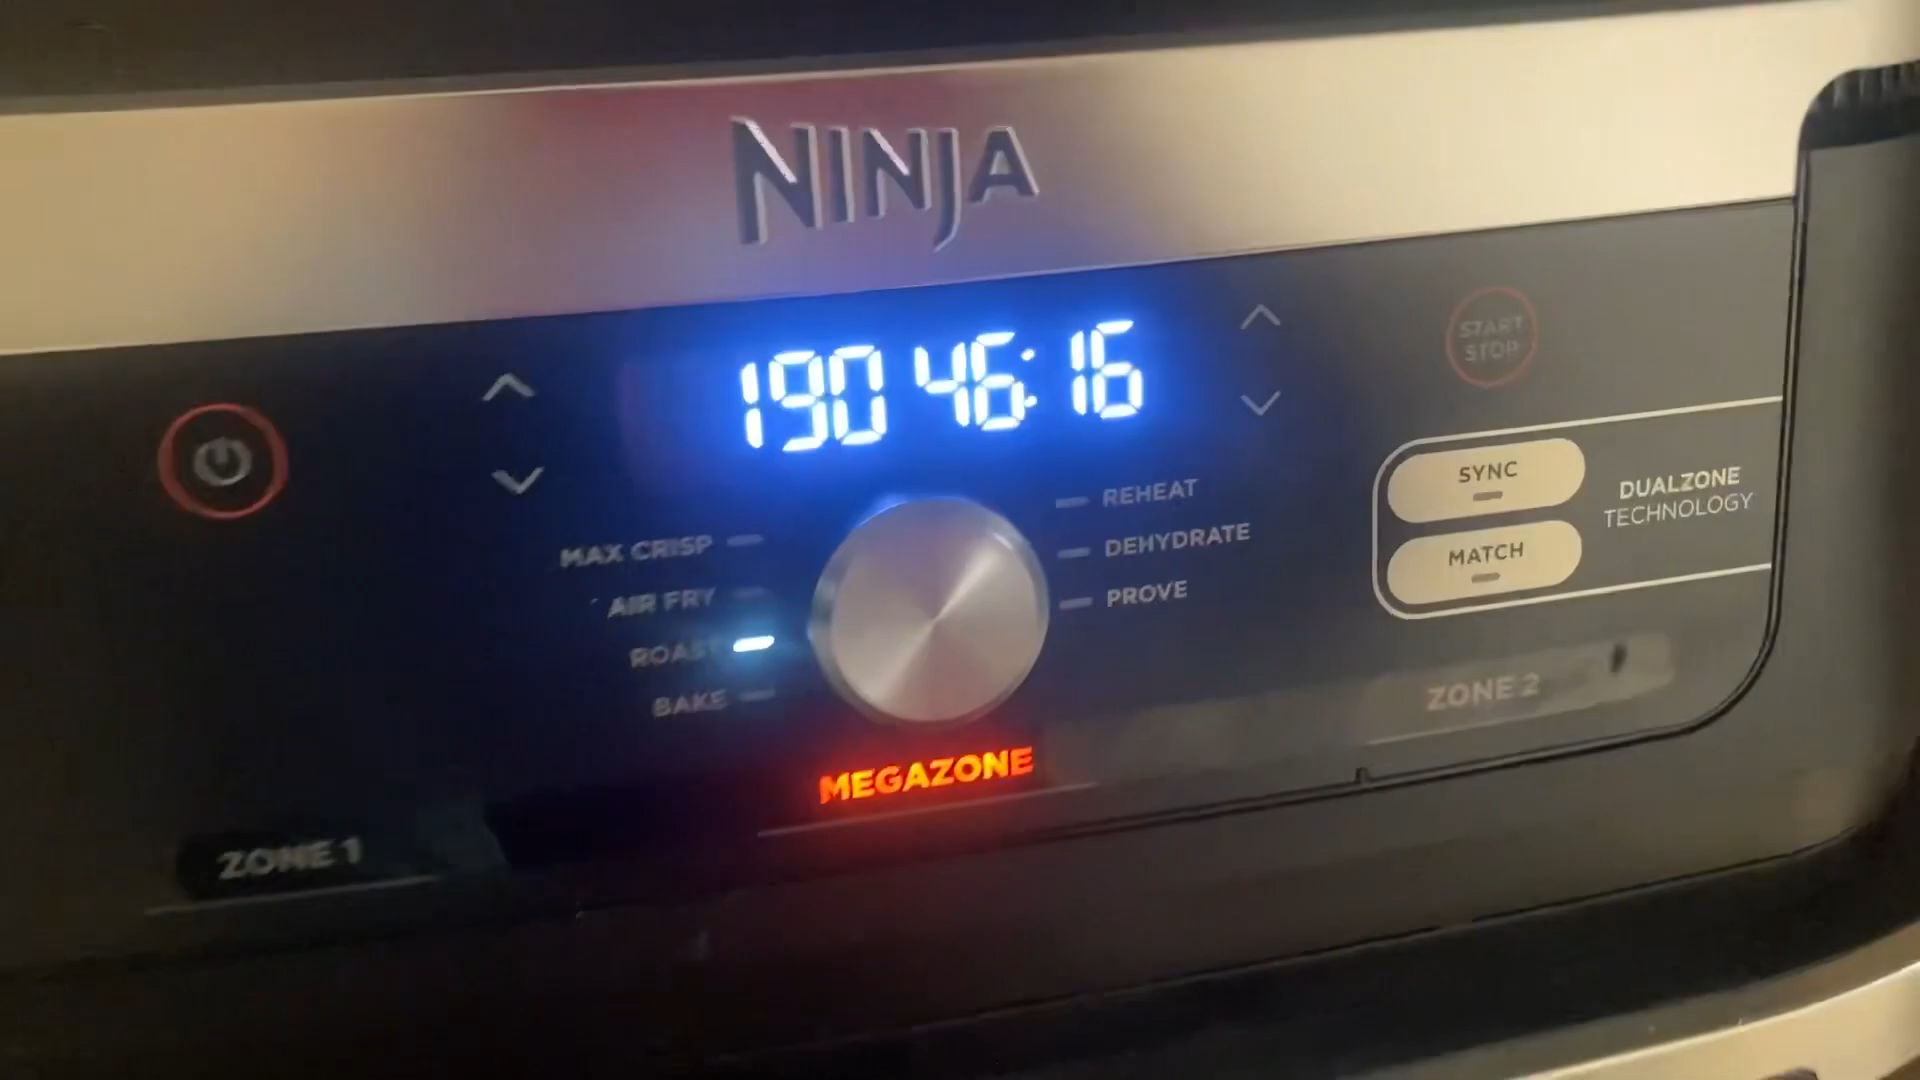 NINJA
190 46:16
START
STOP
MAX CRISP
AIR FRY
ROAST
BAKE
REHEAT
DEHYDRATE
PROVE
SYNC
MATCH
DUALZONE
TECHNOLOGY
ZONE 1
MEGAZONE
ZONE 2